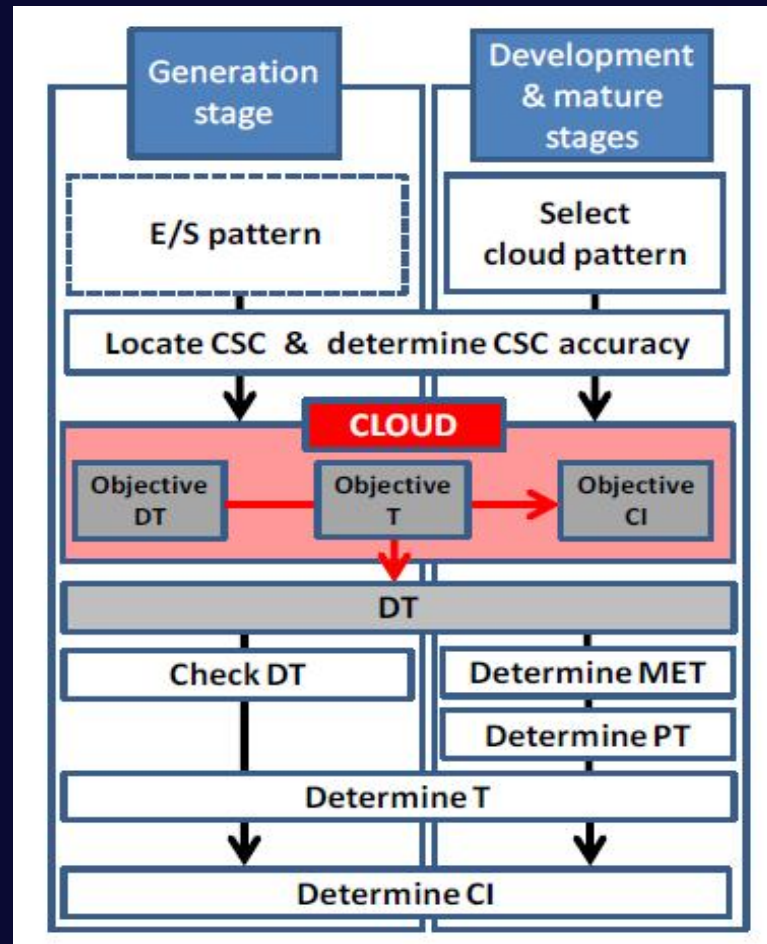 Generation
stage
Development
& mature
stages
E/S pattern
Select
cloud pattern
Locate CSC & determine CSC accuracy
CLOUD
Objective
DT
Objective
T
Objective
CI
DT
Check DT
Determine MET
Determine PT
Determine T
Determine CI